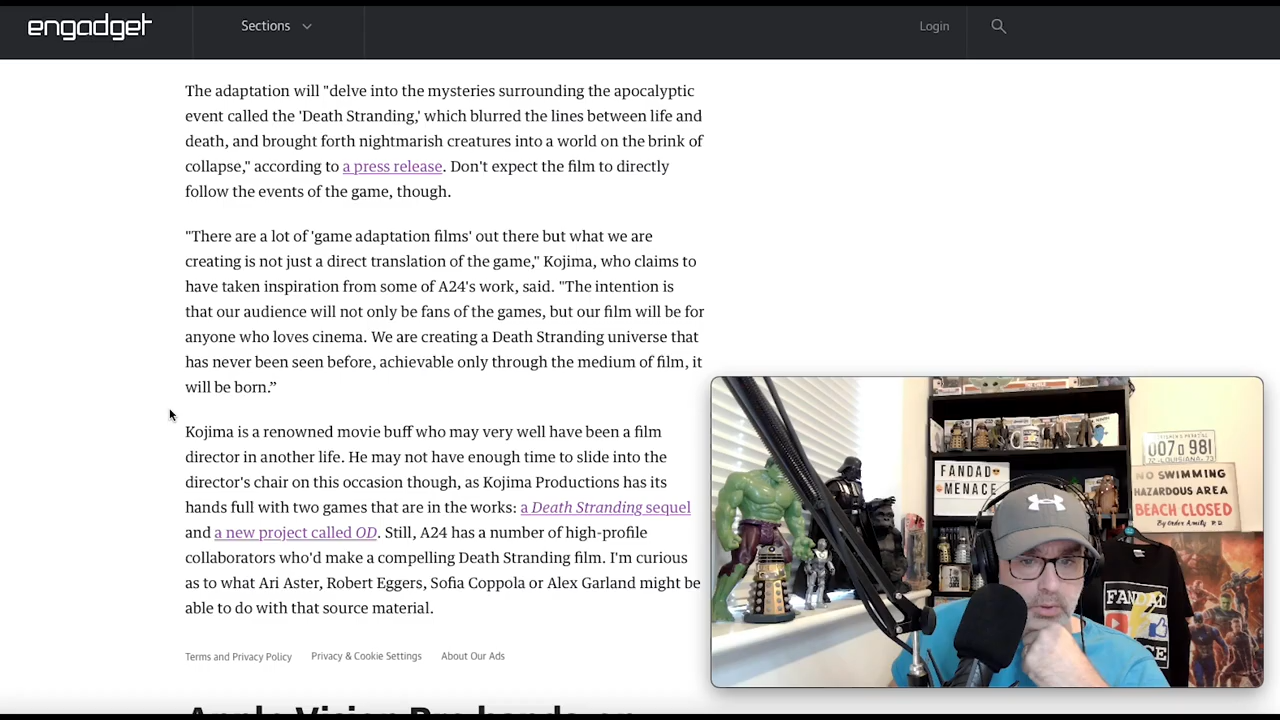 engadget
Sections
Login
The adaptation will "delve into the mysteries surrounding the apocalyptic
event called the 'Death Stranding,' which blurred the lines between life and
death, and brought forth nightmarish creatures into a world on the brink of
collapse," according to a press release. Don't expect the film to directly
follow the events of the game, though.
"There are a lot of 'game adaptation films' out there but what we are
creating is not just a direct translation of the game," Kojima, who claims to
have taken inspiration from some of A24's work, said. "The intention is
that our audience will not only be fans of the games, but our film will be for
anyone who loves cinema. We are creating a Death Stranding universe that
has never been seen before, achievable only through the medium of film, it
will be born.”
Kojima is a renowned movie buff who may very well have been a film
director in another life. He may not have enough time to slide into the
director's chair on this occasion though, as Kojima Productions has its
hands full with two games that are in the works: a Death Stranding sequel
and a new project called OD. Still, A24 has a number of high-profile
collaborators who'd make a compelling Death Stranding film. I'm curious
as to what Ari Aster, Robert Eggers, Sofia Coppola or Alex Garland might be
able to do with that source material.
Terms and Privacy Policy Privacy & Cookie Settings About Our Ads
FANDAD
MENACE
007 981
NO SWIMMING
HAZARDOUS AREA
BEACH CLOSED
By Order Amity P.D.
FANDAD